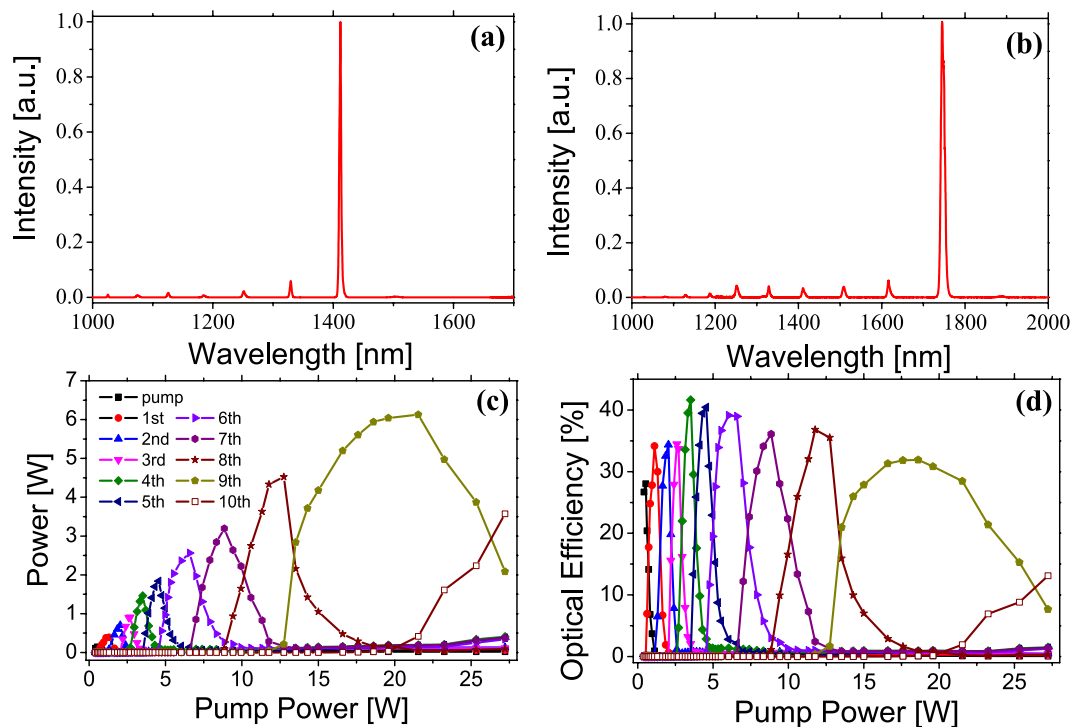 (a)
Intensity [a.u.]
1.0
0.8
0.6
0.4
0.2
0.0
1000 1200 1400 1600
Wavelength [nm]
(b)
Intensity [a.u.]
1.0
0.8
0.6
0.4
0.2
0.0
1000 1200 1400 1600 1800 2000
Wavelength [nm]
(c)
Power [W]
7
6
5
4
3
2
1
0
pump
1st
2nd
3rd
4th
5th
6th
7th
8th
9th
10th
0 5 10 15 20 25
Pump Power [W]
(d)
Optical Efficiency [%]
40
30
20
10
0
0 5 10 15 20 25
Pump Power [W]